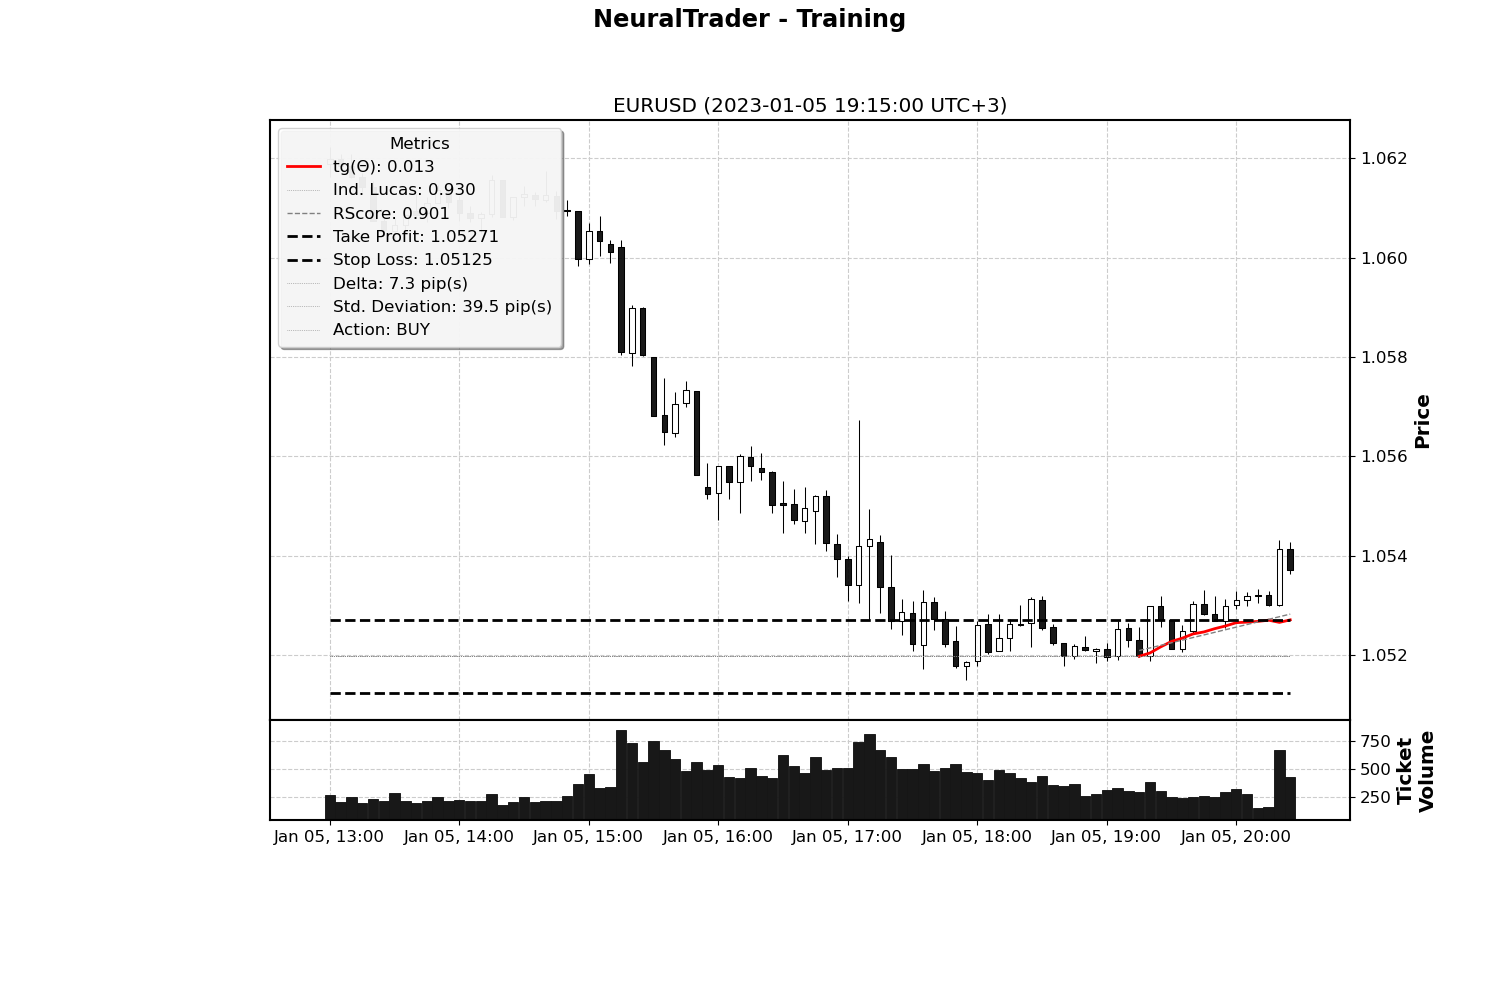 NeuralTrader - Training
EURUSD (2023-01-05 19:15:00 UTC+3)
Metrics
tg(Θ): 0.013
Ind. Lucas: 0.930
RScore: 0.901
Take Profit: 1.05271
Stop Loss: 1.05125
Delta: 7.3 pip(s)
Std. Deviation: 39.5 pip(s)
Action: BUY
1.062
1.060
1.058
1.056
1.054
1.052
Price
750
500
250
Ticket
Volume
Jan 05, 13:00
Jan 05, 14:00
Jan 05, 15:00
Jan 05, 16:00
Jan 05, 17:00
Jan 05, 18:00
Jan 05, 19:00
Jan 05, 20:00